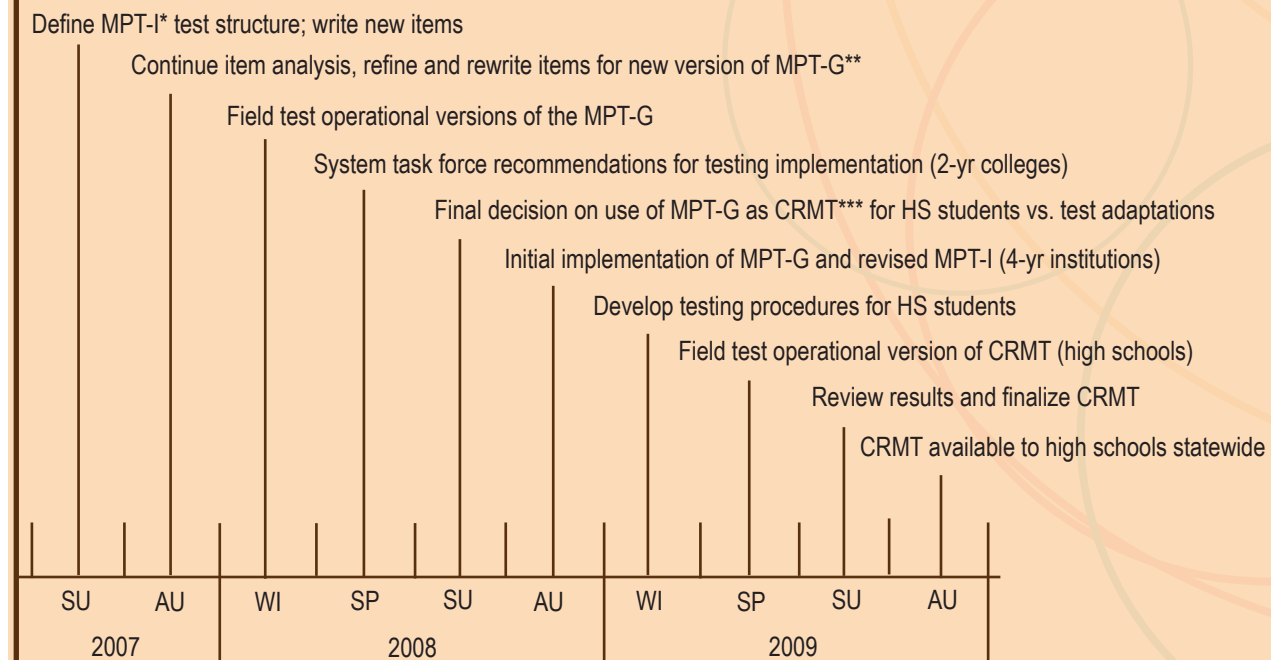 Define MPT-I* test structure; write new items
Continue item analysis, refine and rewrite items for new version of MPT-G**
Field test operational versions of the MPT-G
System task force recommendations for testing implementation (2-yr colleges)
Final decision on use of MPT-G as CRMT*** for HS students vs. test adaptations
Initial implementation of MPT-G and revised MPT-I (4-yr institutions)
Develop testing procedures for HS students
Field test operational version of CRMT (high schools)
Review results and finalize CRMT
CRMT available to high schools statewide
SU AU WI SP SU AU WI SP SU AU
2007 2008 2009